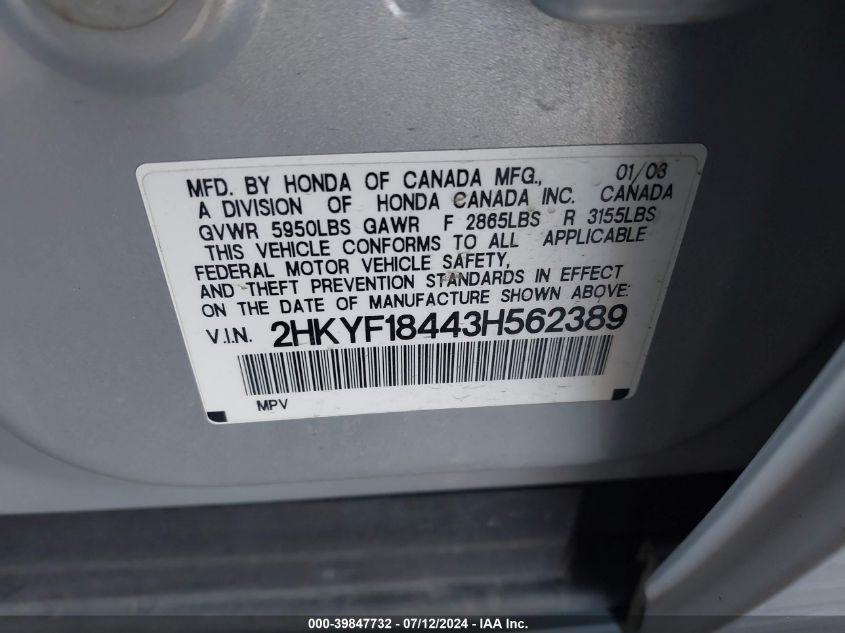 MFD. BY HONDA OF CANADA MFG., 01/03
A DIVISION OF HONDA CANADA INC. CANADA
GVWR 5950LBS GAWR F 2865LBS R 3155LBS
THIS VEHICLE CONFORMS TO ALL APPLICABLE
FEDERAL MOTOR VEHICLE SAFETY,
AND THEFT PREVENTION STANDARDS IN EFFECT
ON THE DATE OF MANUFACTURE SHOWN ABOVE:
V.I.N. 2HKYF18443H562389
MPV
000-39847732 - 07/12/2024 - IAA Inc.